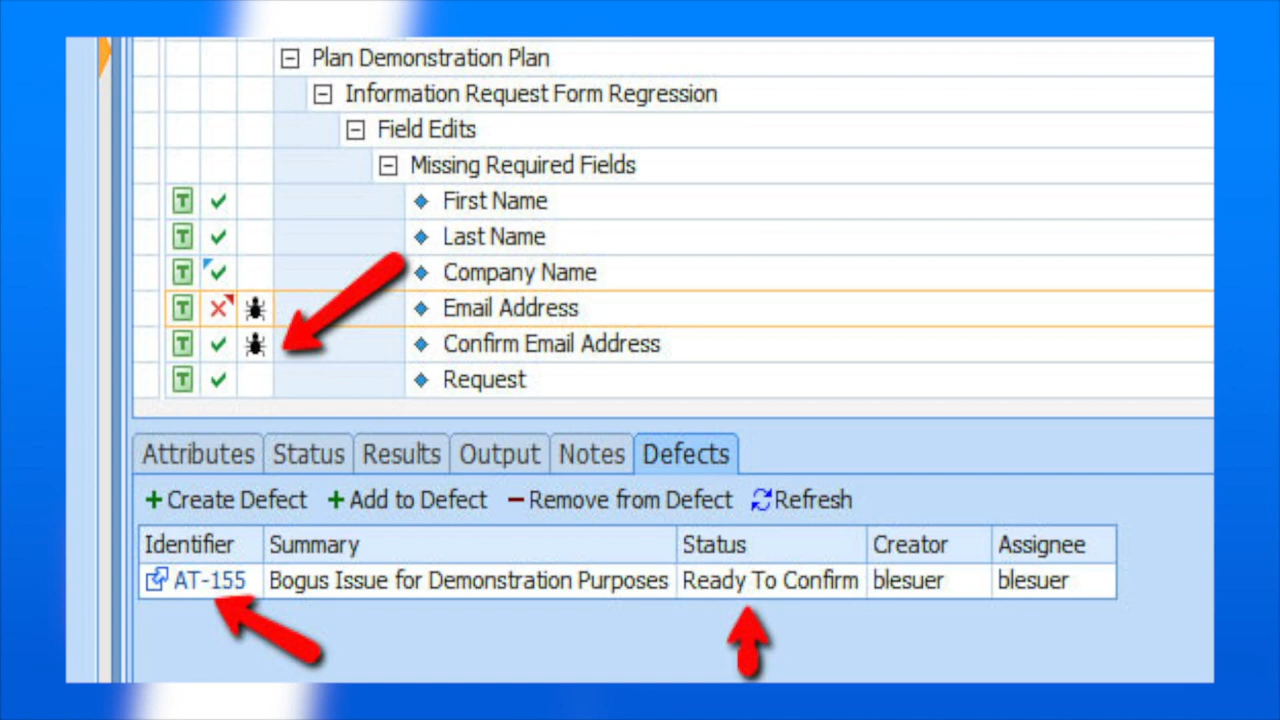 Plan Demonstration Plan
Information Request Form Regression
Field Edits
Missing Required Fields
T First Name
T Last Name
T Company Name
T Email Address
T Confirm Email Address
T Request
Attributes Status Results Output Notes Defects
+ Create Defect + Add to Defect − Remove from Defect Refresh
Identifier Summary Status Creator Assignee
AT-155 Bogus Issue for Demonstration Purposes Ready To Confirm blesuer blesuer